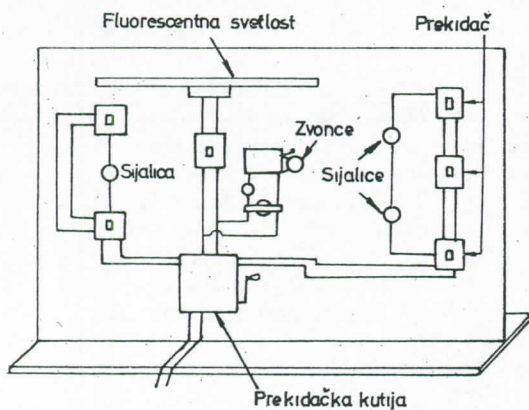 Fluorescentna svetlost
Prekidač
Zvonce
Sijalica
Sijalice
Prekidačka kutija